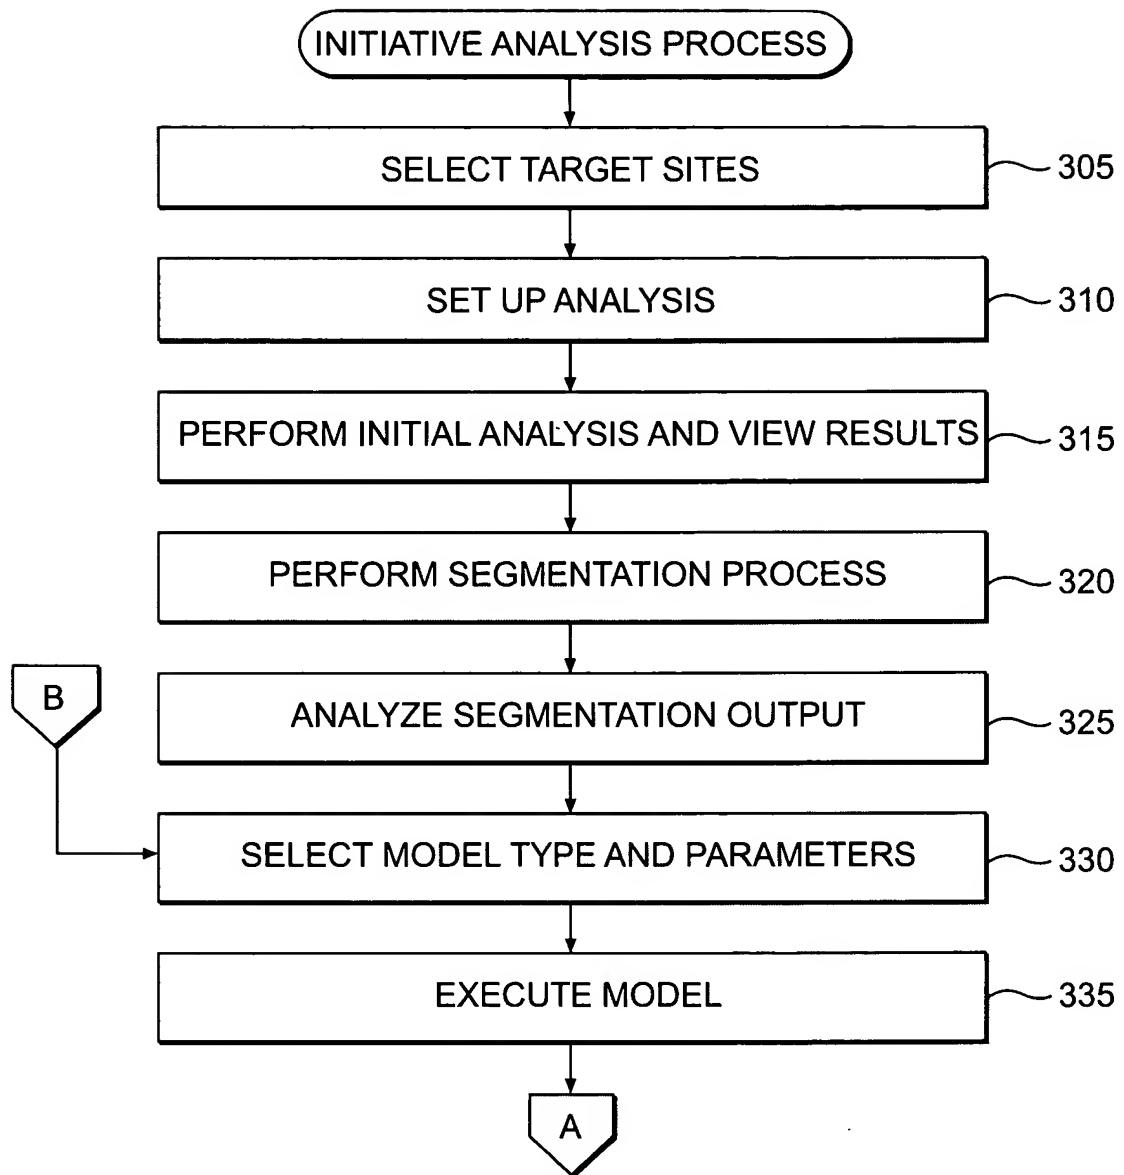 INITIATIVE ANALYSIS PROCESS
SELECT TARGET SITES 305
SET UP ANALYSIS 310
PERFORM INITIAL ANALYSIS AND VIEW RESULTS 315
PERFORM SEGMENTATION PROCESS 320
B
ANALYZE SEGMENTATION OUTPUT 325
SELECT MODEL TYPE AND PARAMETERS 330
EXECUTE MODEL 335
A